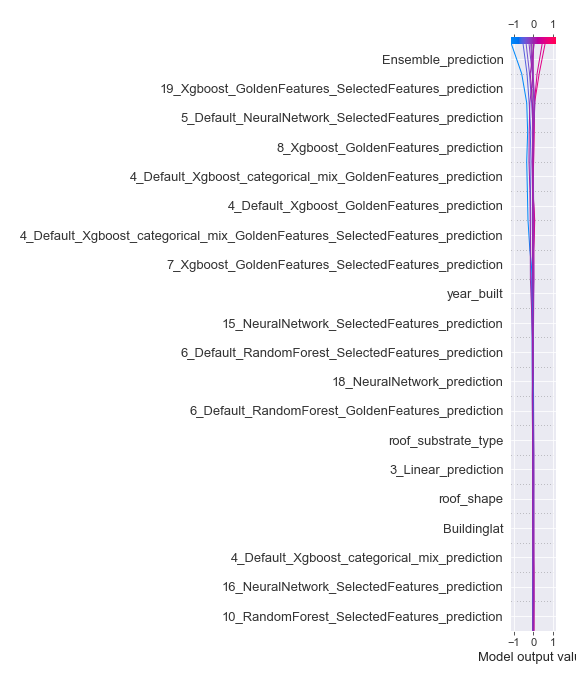 −1 0 1
Ensemble_prediction
19_Xgboost_GoldenFeatures_SelectedFeatures_prediction
5_Default_NeuralNetwork_SelectedFeatures_prediction
8_Xgboost_GoldenFeatures_prediction
4_Default_Xgboost_categorical_mix_GoldenFeatures_prediction
4_Default_Xgboost_GoldenFeatures_prediction
4_Default_Xgboost_categorical_mix_GoldenFeatures_SelectedFeatures_prediction
7_Xgboost_GoldenFeatures_SelectedFeatures_prediction
year_built
15_NeuralNetwork_SelectedFeatures_prediction
6_Default_RandomForest_SelectedFeatures_prediction
18_NeuralNetwork_prediction
6_Default_RandomForest_GoldenFeatures_prediction
roof_substrate_type
3_Linear_prediction
roof_shape
Buildinglat
4_Default_Xgboost_categorical_mix_prediction
16_NeuralNetwork_SelectedFeatures_prediction
10_RandomForest_SelectedFeatures_prediction
−1 0 1
Model output valu